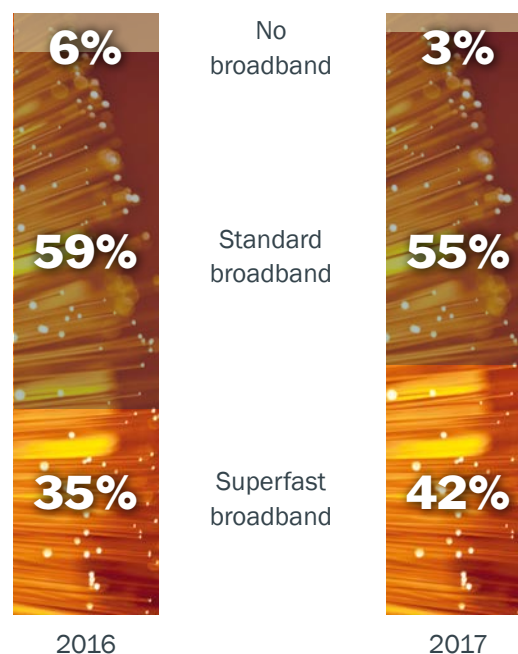 6%
No
broadband
3%
59%
Standard
broadband
55%
35%
Superfast
broadband
42%
2016
2017